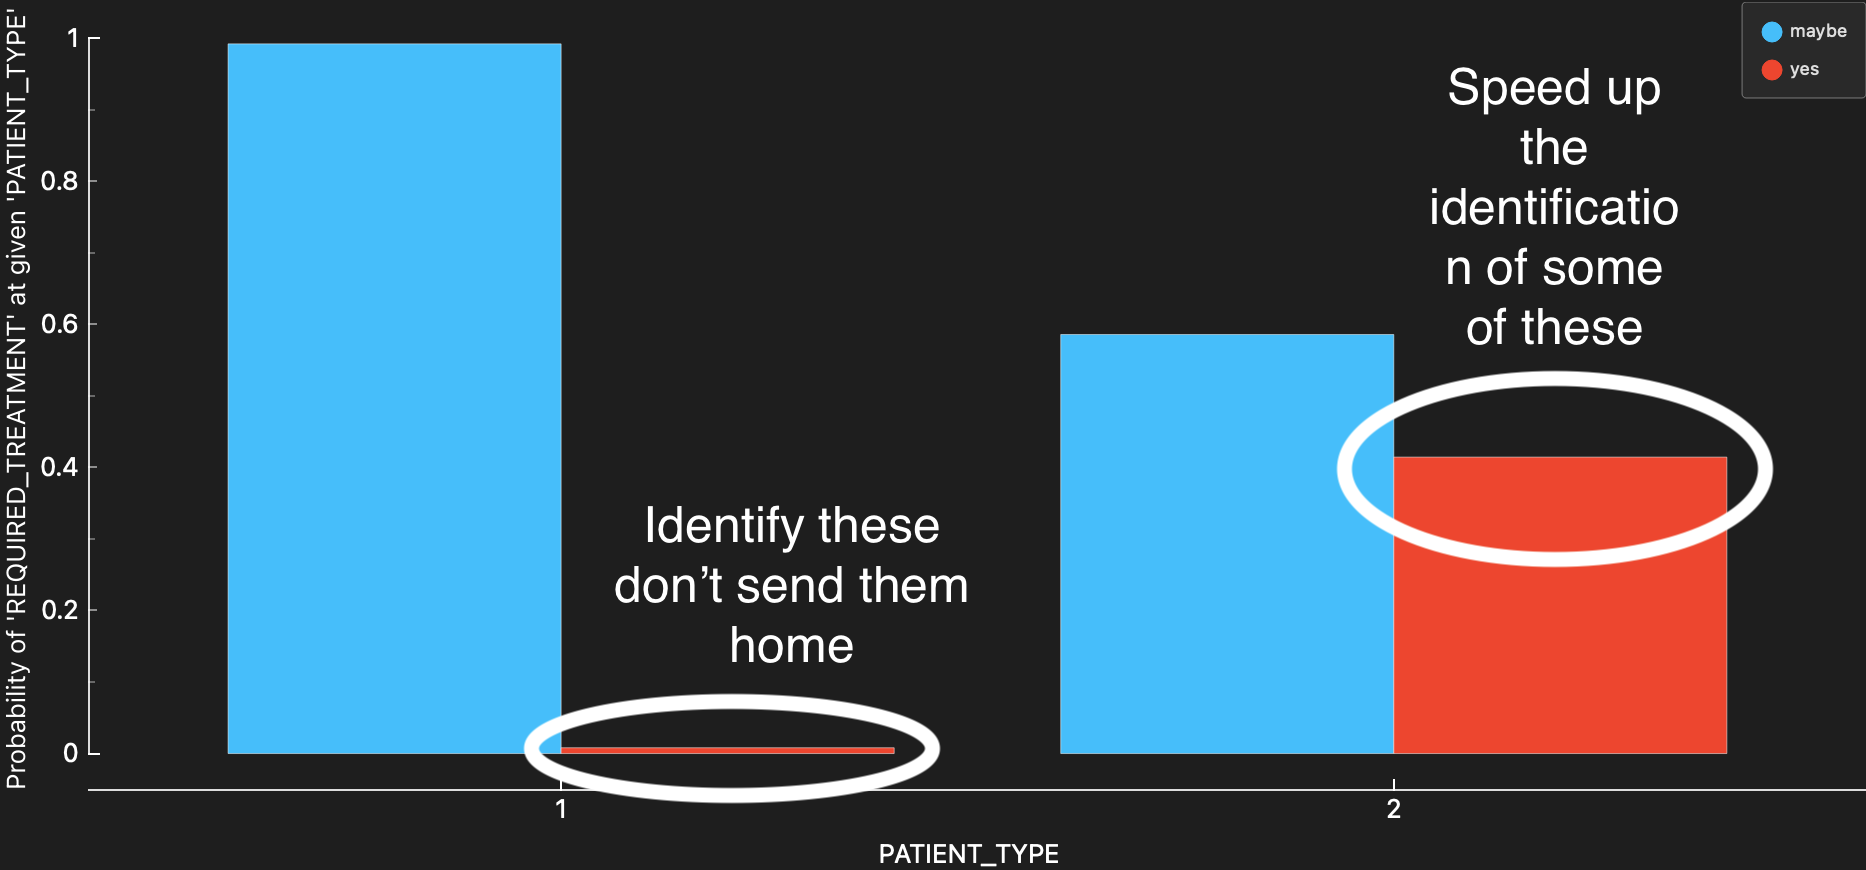 Probability of 'REQUIRED_TREATMENT' at given 'PATIENT_TYPE'
1
0.8
0.6
0.4
0.2
0
maybe
yes
Speed up
the
identificatio
n of some
of these
Identify these
don’t send them
home
1
2
PATIENT_TYPE